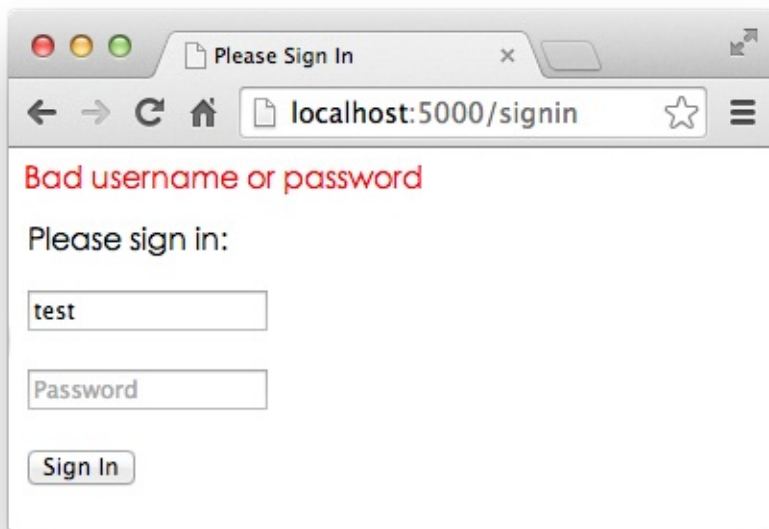 Please Sign In
localhost:5000/signin
Bad username or password
Please sign in:
test
Password
Sign In